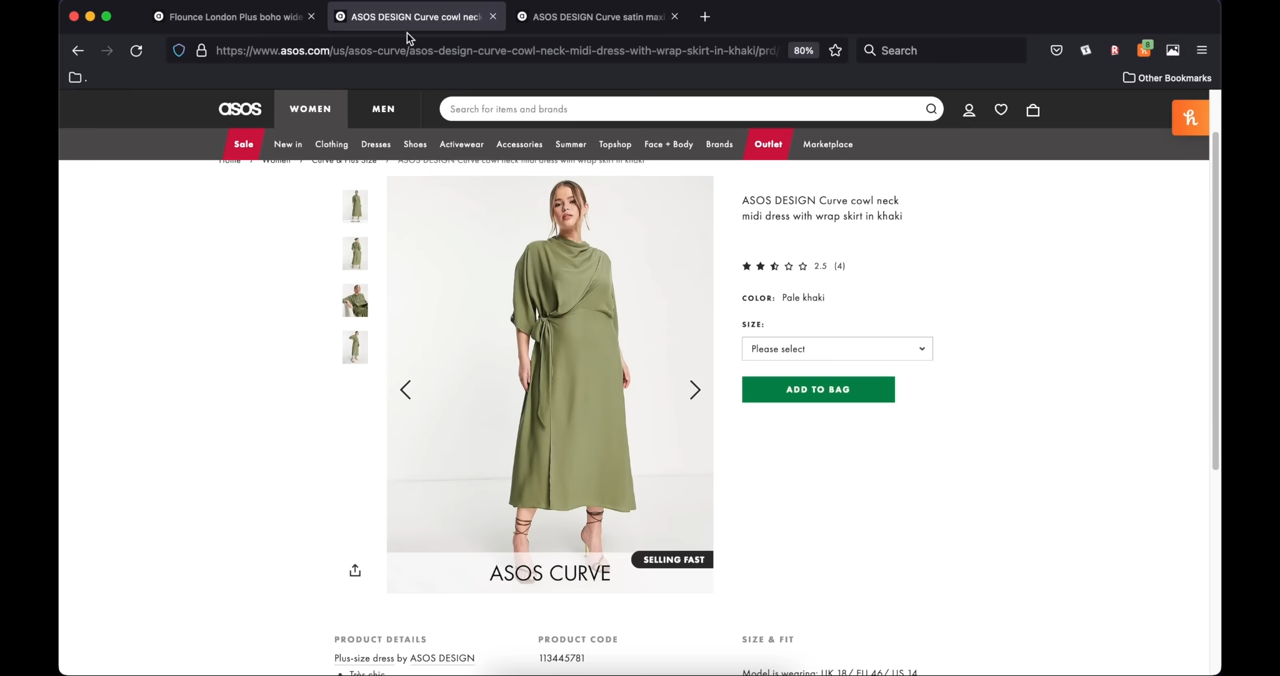 Flounce London Plus boho wide
ASOS DESIGN Curve cowl neck
ASOS DESIGN Curve satin maxi
https://www.asos.com/us/asos-curve/asos-design-curve-cowl-neck-midi-dress-with-wrap-skirt-in-khaki/prd/
80%
Search
8
.
Other Bookmarks
asos
WOMEN
MEN
Search for items and brands
Sale
New in
Clothing
Dresses
Shoes
Activewear
Accessories
Summer
Topshop
Face + Body
Brands
Outlet
Marketplace
Home
Women
Curve & Plus Size
ASOS DESIGN Curve cowl neck midi dress with wrap skirt in khaki
ASOS DESIGN Curve cowl neck
midi dress with wrap skirt in khaki
2.5 (4)
COLOR: Pale khaki
SIZE:
Please select
ADD TO BAG
SELLING FAST
ASOS CURVE
PRODUCT DETAILS
Plus-size dress by ASOS DESIGN
Très chic
PRODUCT CODE
113445781
SIZE & FIT
Model is wearing: UK 18/ EU 46/ US 14